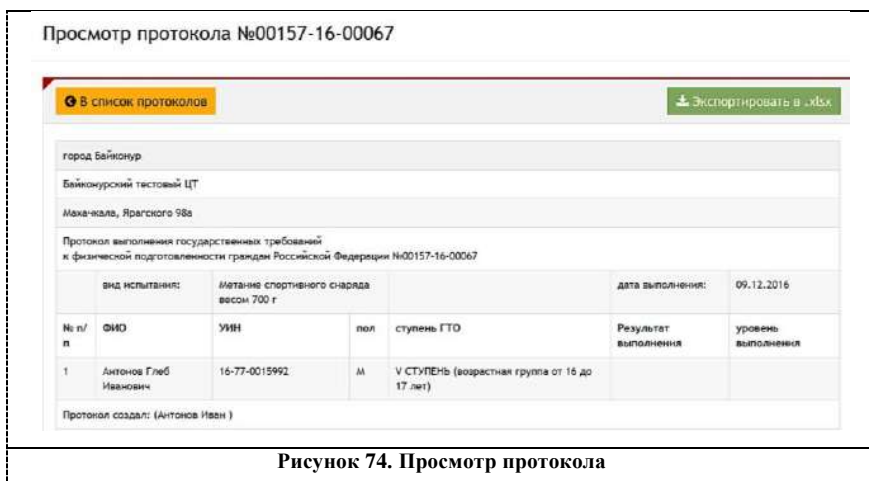 Просмотр протокола №00157-16-00067
В список протоколов
Экспортировать в .xlsx
город Байконур
Байконурский тестовый ЦТ
Махачкала, Ярагского 98а
Протокол выполнения государственных требований
к физической подготовленности граждан Российской Федерации №00157-16-00067
вид испытания: Метание спортивного снаряда дата выполнения: 09.12.2016
весом 700 г
№ п/ ФИО УИН пол ступень ГТО Результат уровень
п выполнения выполнения
1 Антонов Глеб 16-77-0015992 М V СТУПЕНЬ (возрастная группа от 16 до
Иванович 17 лет)
Протокол создал: (Антонов Иван )
Рисунок 74. Просмотр протокола